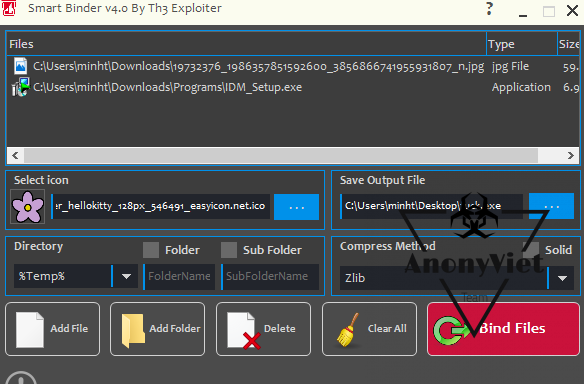 Smart Binder v4.0 By Th3 Exploiter ?
Files Type Size
C:\Users\minht\Downloads\19732376_1986357851592600_3856866741955931807_n.jpg jpg File 59.
C:\Users\minht\Downloads\Programs\IDM_Setup.exe Application 6.9
Select icon
er_hellokitty_128px_546491_easyicon.net.ico ...
Save Output File
C:\Users\minht\Desktop\ .exe ...
Directory Folder Sub Folder
%Temp% FolderName SubFolderName
Compress Method Solid
Zlib
AnonyViet
Team
Add File Add Folder Delete Clear All Bind Files